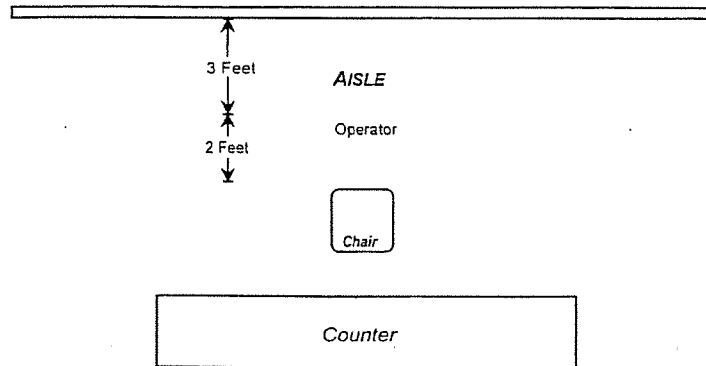 3 Feet
AISLE
Operator
2 Feet
Chair
Counter